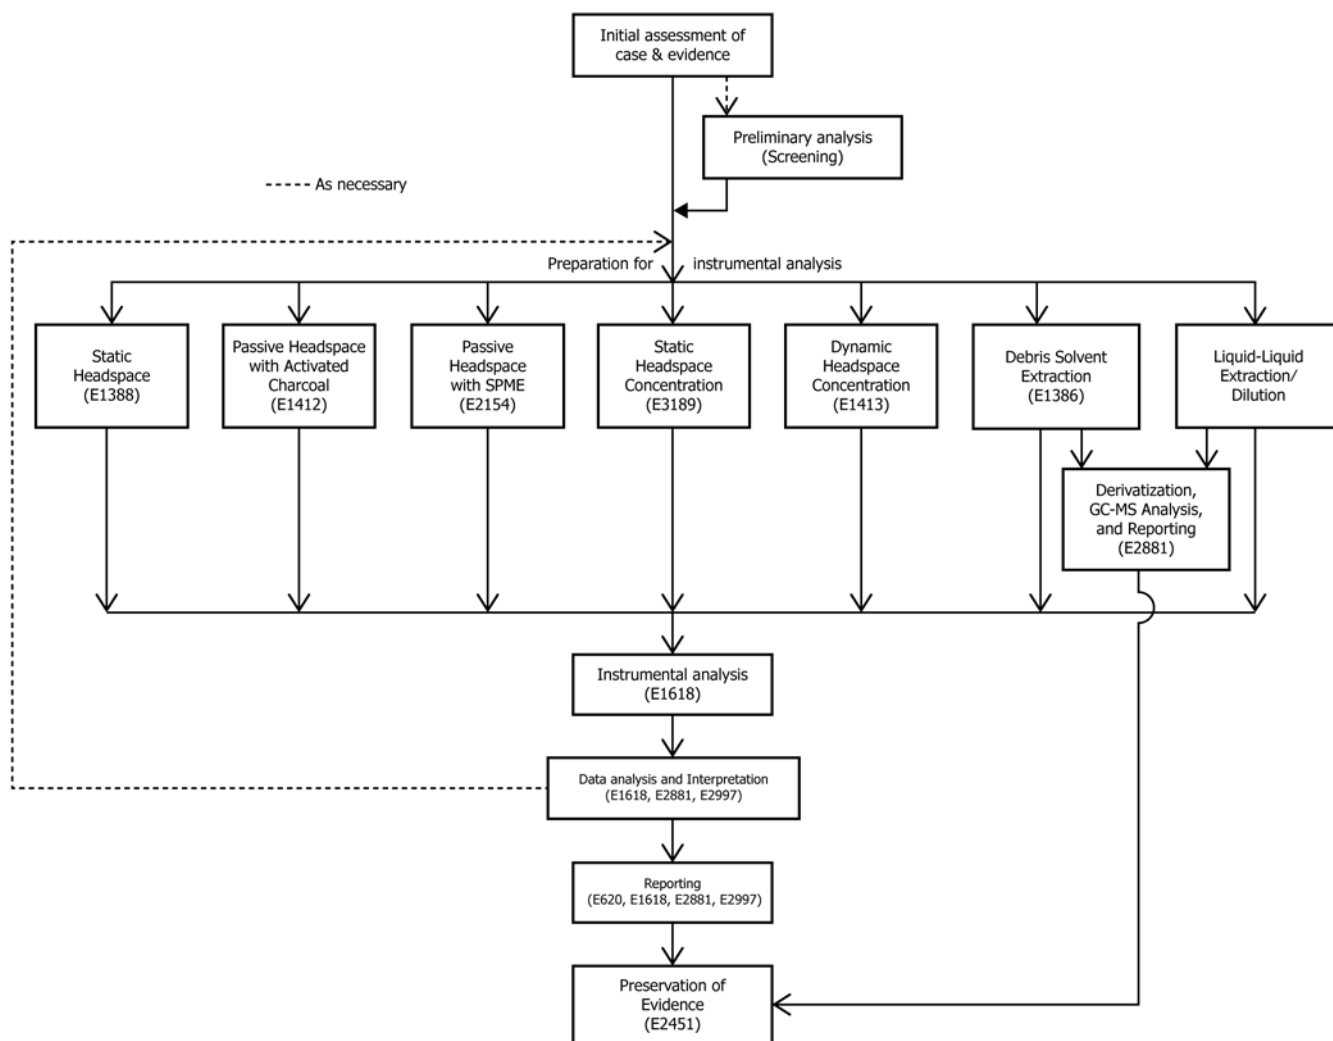 Initial assessment of
case & evidence
Preliminary analysis
(Screening)
As necessary
Preparation for instrumental analysis
Static
Headspace
(E1388)
Passive Headspace
with Activated
Charcoal
(E1412)
Passive
Headspace
with SPME
(E2154)
Static
Headspace
Concentration
(E3189)
Dynamic
Headspace
Concentration
(E1413)
Debris Solvent
Extraction
(E1386)
Liquid-Liquid
Extraction/
Dilution
Derivatization,
GC-MS Analysis,
and Reporting
(E2881)
Instrumental analysis
(E1618)
Data analysis and Interpretation
(E1618, E2881, E2997)
Reporting
(E620, E1618, E2881, E2997)
Preservation of
Evidence
(E2451)